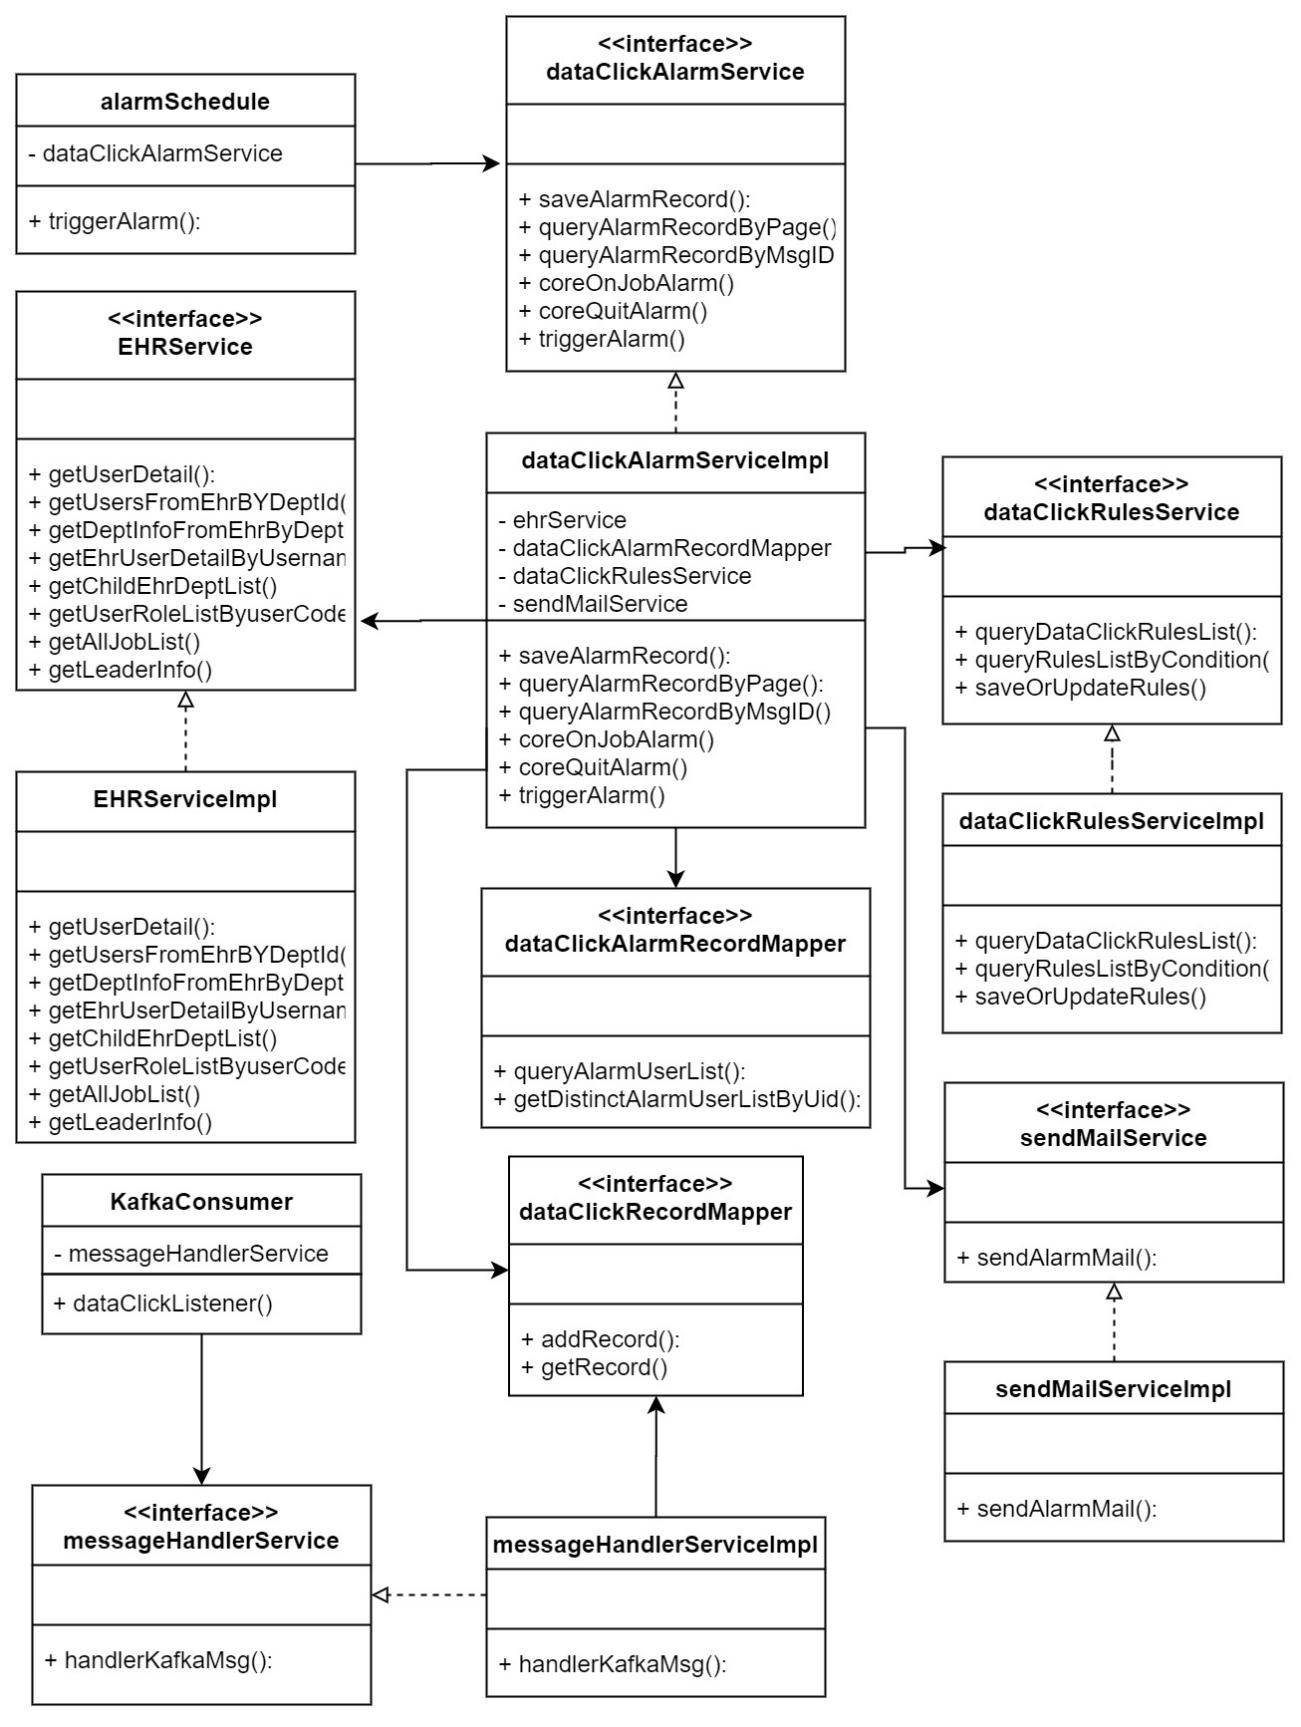 <<interface>>
dataClickAlarmService
+ saveAlarmRecord():
+ queryAlarmRecordByPage()
+ queryAlarmRecordByMsgID
+ coreOnJobAlarm()
+ coreQuitAlarm()
+ triggerAlarm()
alarmSchedule
- dataClickAlarmService
+ triggerAlarm():
<<interface>>
EHRService
+ getUserDetail():
+ getUsersFromEhrBYDeptId(
+ getDeptInfoFromEhrByDept
+ getEhrUserDetailByUsernan
+ getChildEhrDeptList()
+ getUserRoleListByuserCode
+ getAllJobList()
+ getLeaderInfo()
dataClickAlarmServiceImpl
- ehrService
- dataClickAlarmRecordMapper
- dataClickRulesService
- sendMailService
+ saveAlarmRecord():
+ queryAlarmRecordByPage():
+ queryAlarmRecordByMsgID()
+ coreOnJobAlarm()
+ coreQuitAlarm()
+ triggerAlarm()
<<interface>>
dataClickRulesService
+ queryDataClickRulesList():
+ queryRulesListByCondition(
+ saveOrUpdateRules()
EHRServiceImpl
+ getUserDetail():
+ getUsersFromEhrBYDeptId(
+ getDeptInfoFromEhrByDept
+ getEhrUserDetailByUsernan
+ getChildEhrDeptList()
+ getUserRoleListByuserCode
+ getAllJobList()
+ getLeaderInfo()
dataClickRulesServiceImpl
+ queryDataClickRulesList():
+ queryRulesListByCondition(
+ saveOrUpdateRules()
<<interface>>
dataClickAlarmRecordMapper
+ queryAlarmUserList():
+ getDistinctAlarmUserListByUid():
<<interface>>
sendMailService
+ sendAlarmMail():
KafkaConsumer
- messageHandlerService
+ dataClickListener()
<<interface>>
dataClickRecordMapper
+ addRecord():
+ getRecord()
sendMailServiceImpl
+ sendAlarmMail():
<<interface>>
messageHandlerService
+ handlerKafkaMsg():
messageHandlerServiceImpl
+ handlerKafkaMsg():